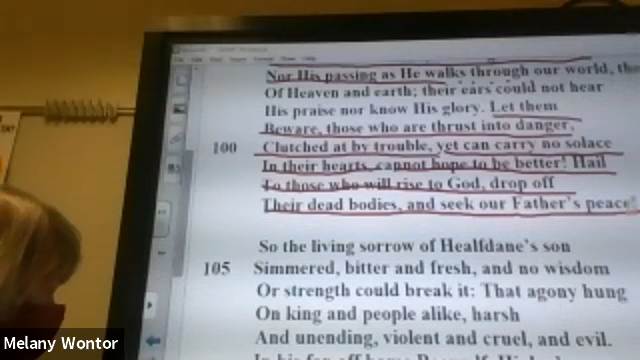 Nor His passing as He walks through our world, the
Of Heaven and earth; their ears could not hear
His praise nor know His glory. Let them
Beware, those who are thrust into danger,
100 Clutched at by trouble, yet can carry no solace
In their hearts, cannot hope to be better! Hail
To those who will rise to God, drop off
Their dead bodies, and seek our Father's peace!
So the living sorrow of Healfdane's son
105 Simmered, bitter and fresh, and no wisdom
Or strength could break it: That agony hung
On king and people alike, harsh
And unending, violent and cruel, and evil.
Melany Wontor